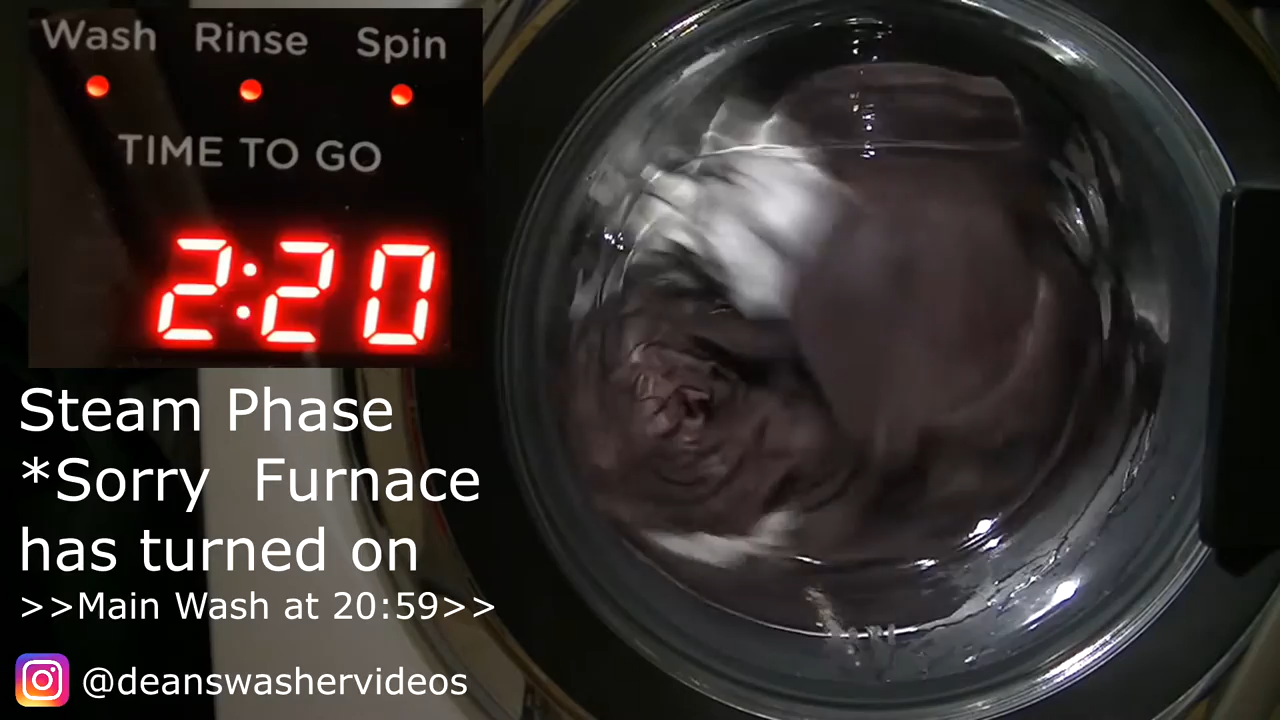 Wash Rinse Spin
TIME TO GO
2:20
Steam Phase
*Sorry Furnace
has turned on
>>Main Wash at 20:59>>
@deanswashervideos